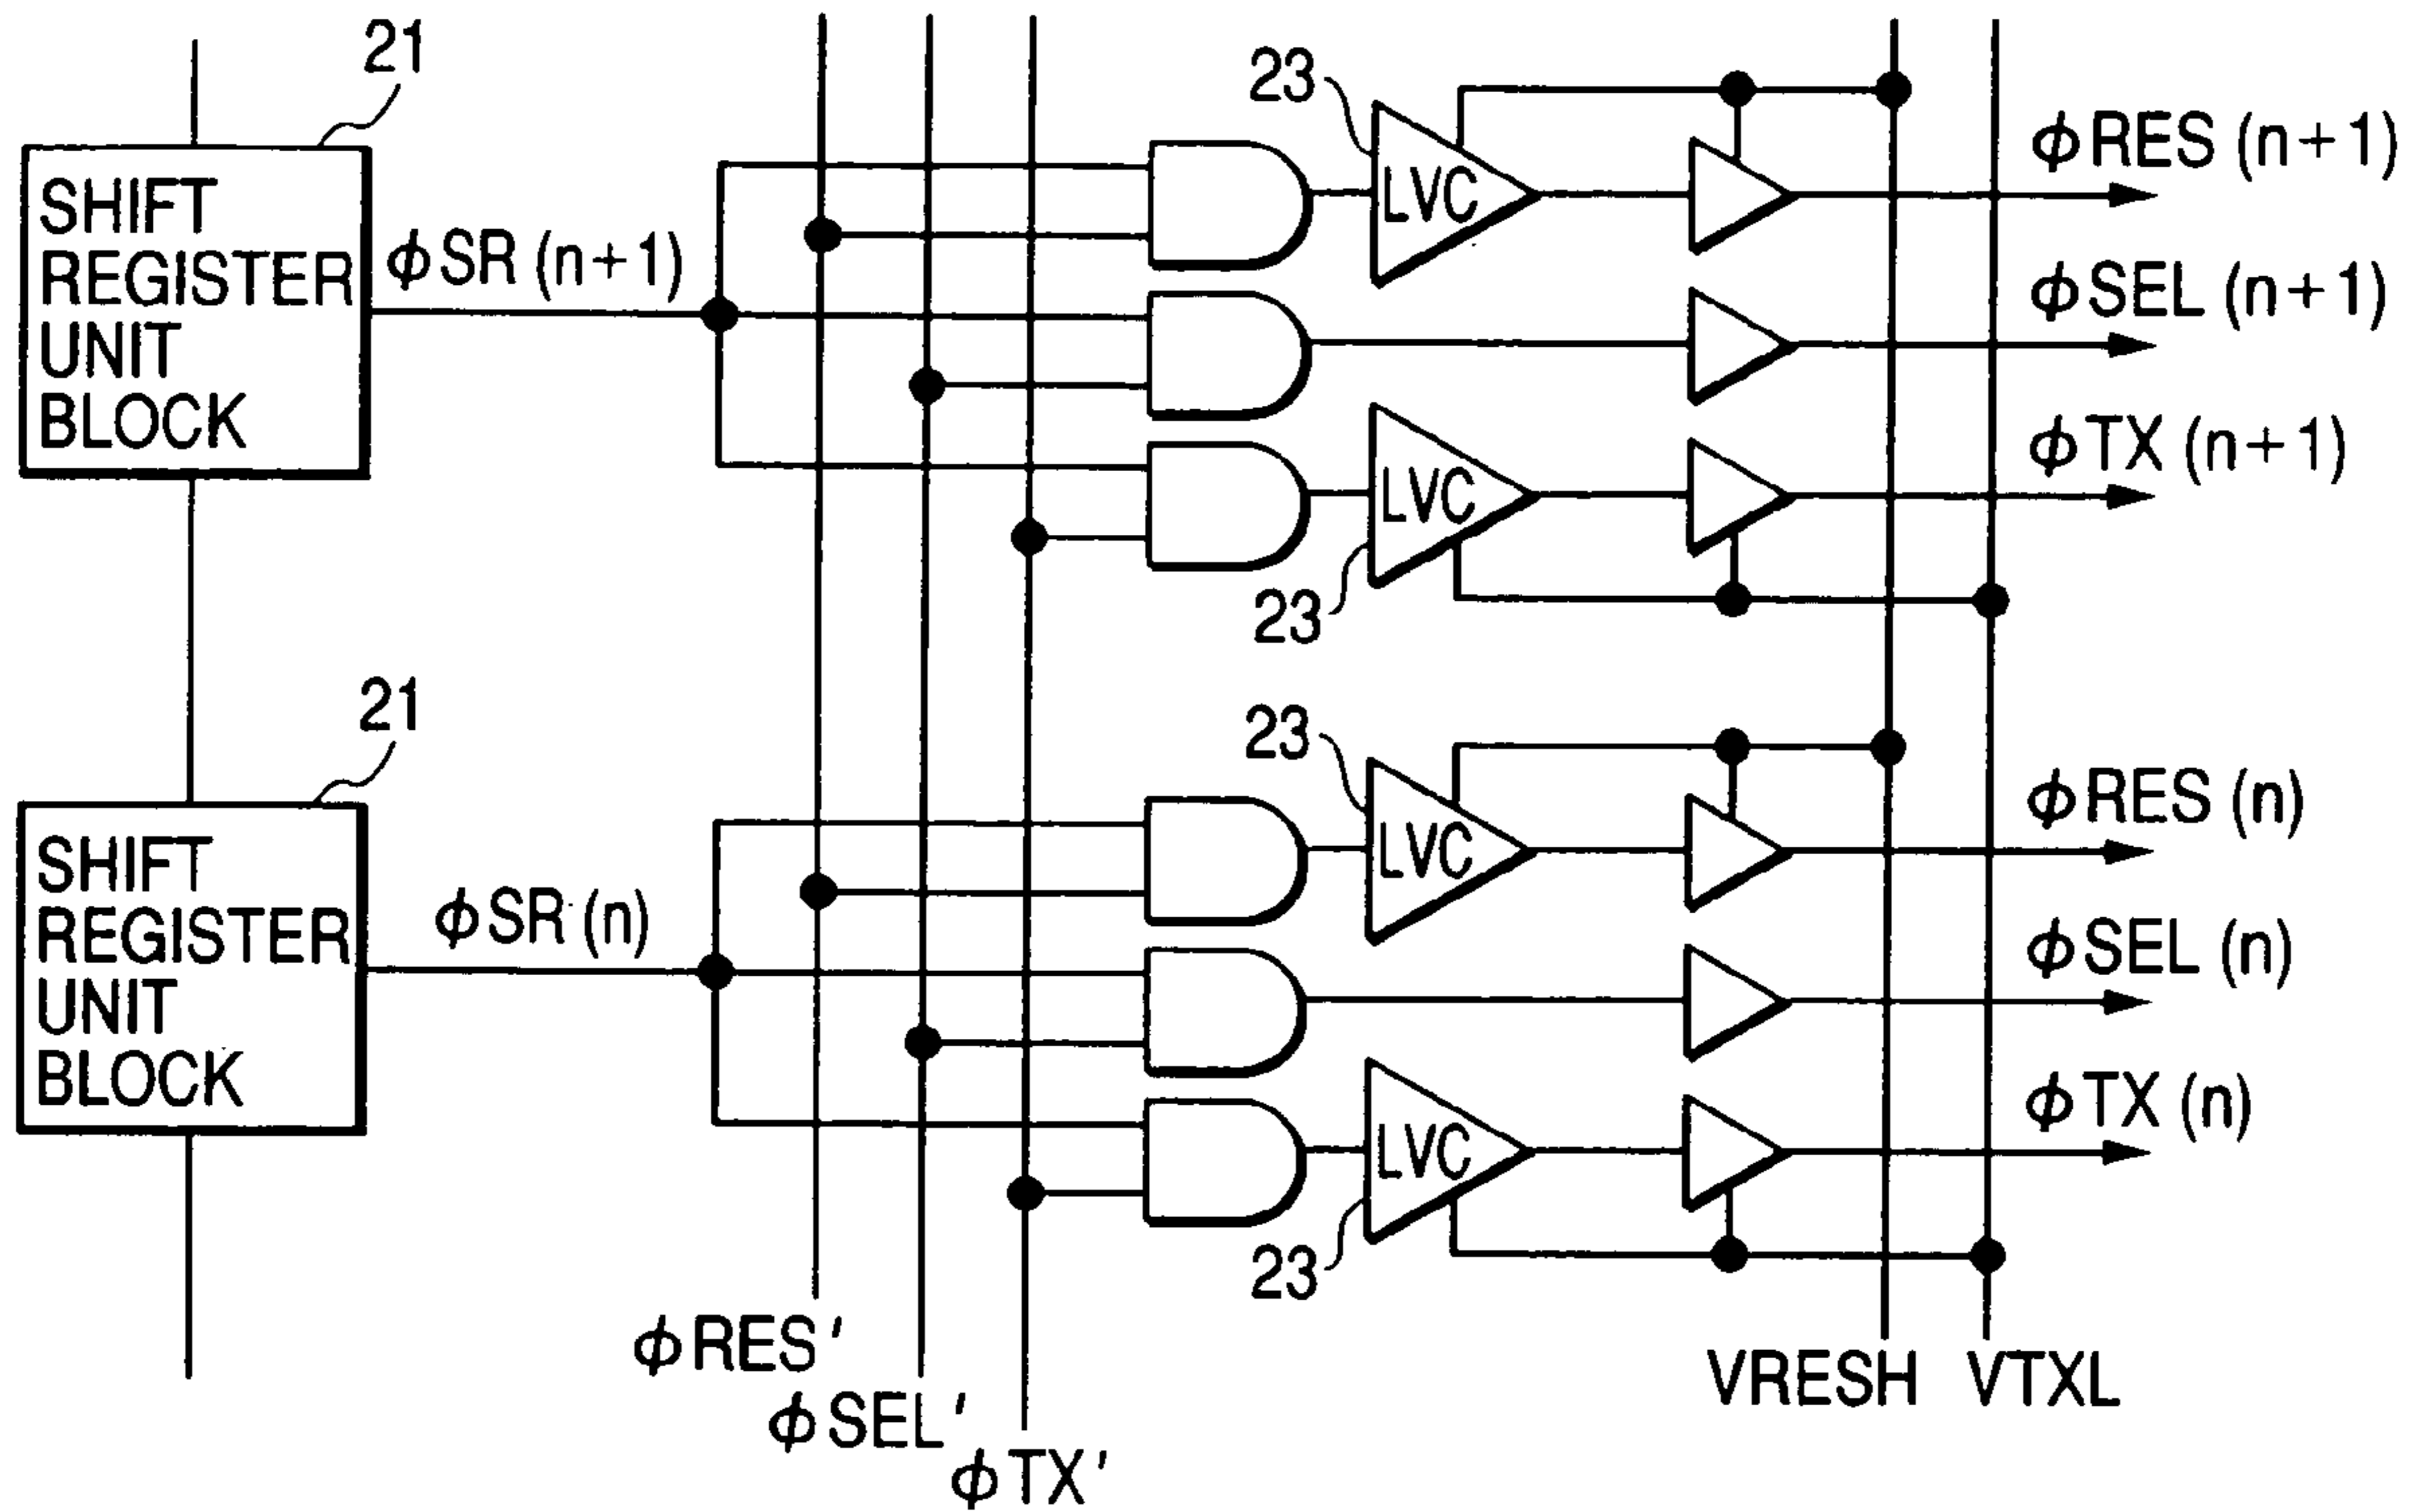 21
SHIFT
REGISTER
UNIT
BLOCK
ϕSR (n+1)
23
LVC
ϕRES (n+1)
ϕSEL (n+1)
LVC
ϕTX (n+1)
23
21
SHIFT
REGISTER
UNIT
BLOCK
ϕSR (n)
23
LVC
ϕRES (n)
ϕSEL (n)
LVC
ϕTX (n)
23
ϕRES'
ϕSEL'
ϕTX'
VRESH
VTXL